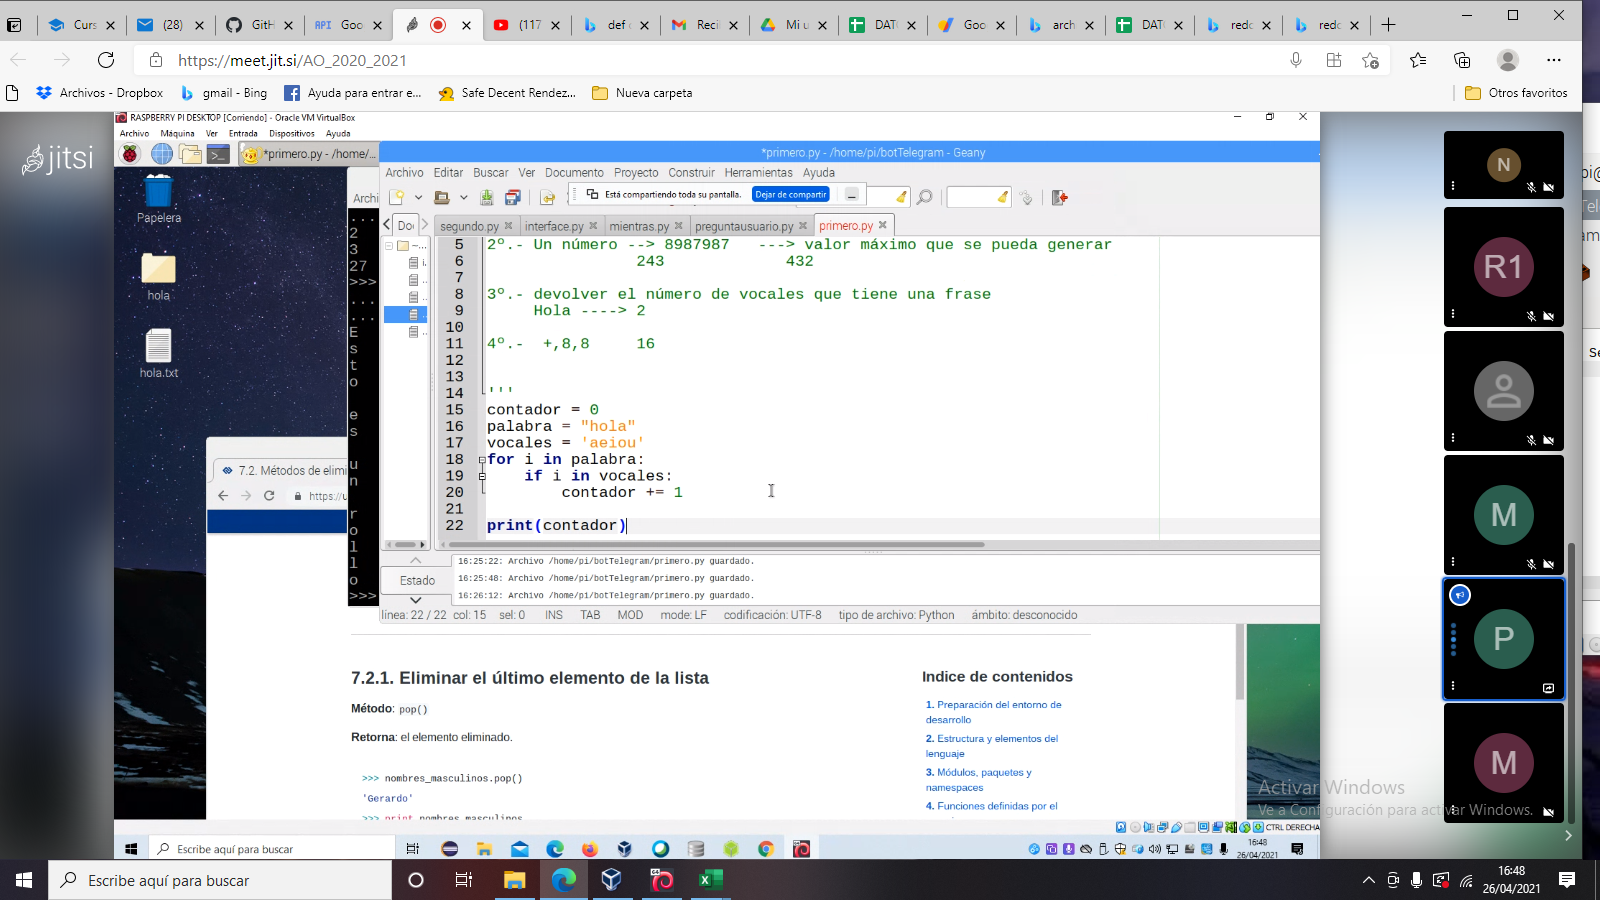 Curs
(28)
GitH
API Goo
(117
def c
Reci
Mi u
DATO
Goo
arch
DATO
redo
redo
https://meet.jit.si/AO_2020_2021
Archivos - Dropbox
gmail - Bing
Ayuda para entrar e...
Safe Decent Rendez...
Nueva carpeta
Otros favoritos
jitsi
RASPBERRY PI DESKTOP [Corriendo] - Oracle VM VirtualBox
Archivo Máquina Ver Entrada Dispositivos Ayuda
*primero.py - /home/...
*primero.py - /home/pi/botTelegram - Geany
Archivo Editar Buscar Ver Documento Proyecto Construir Herramientas Ayuda
Está compartiendo toda su pantalla. Dejar de compartir
Papelera
hola
hola.txt
Archi
...
2
3
27
>>>
...
...
E
s
t
o
e
s
u
n
r
o
l
l
o
>>>
Doc
segundo.py
interface.py
mientras.py
preguntausuario.py
primero.py
5 2º.- Un número --> 8987987 ---> valor máximo que se pueda generar
6 243 432
7
8 3º.- devolver el número de vocales que tiene una frase
9 Hola ----> 2
10
11 4º.- +,8,8 16
12
13
14 '''
15 contador = 0
16 palabra = "hola"
17 vocales = 'aeiou'
18 for i in palabra:
19 if i in vocales:
20 contador += 1
21
22 print(contador)
Estado
16:25:22: Archivo /home/pi/botTelegram/primero.py guardado.
16:25:48: Archivo /home/pi/botTelegram/primero.py guardado.
16:26:12: Archivo /home/pi/botTelegram/primero.py guardado.
línea: 22 / 22 col: 15 sel: 0 INS TAB MOD mode: LF codificación: UTF-8 tipo de archivo: Python ámbito: desconocido
7.2. Métodos de elimi
https://u
7.2.1. Eliminar el último elemento de la lista
Método: pop()
Retorna: el elemento eliminado.
>>> nombres_masculinos.pop()
'Gerardo'
>>> print nombres_masculinos
Indice de contenidos
1. Preparación del entorno de
desarrollo
2. Estructura y elementos del
lenguaje
3. Módulos, paquetes y
namespaces
4. Funciones definidas por el
N
R1
M
P
M
Activar Windows
Ve a Configuración para activar Windows.
CTRL DERECHA
Escribe aquí para buscar
16:48
26/04/2021
Escribe aquí para buscar
16:48
26/04/2021